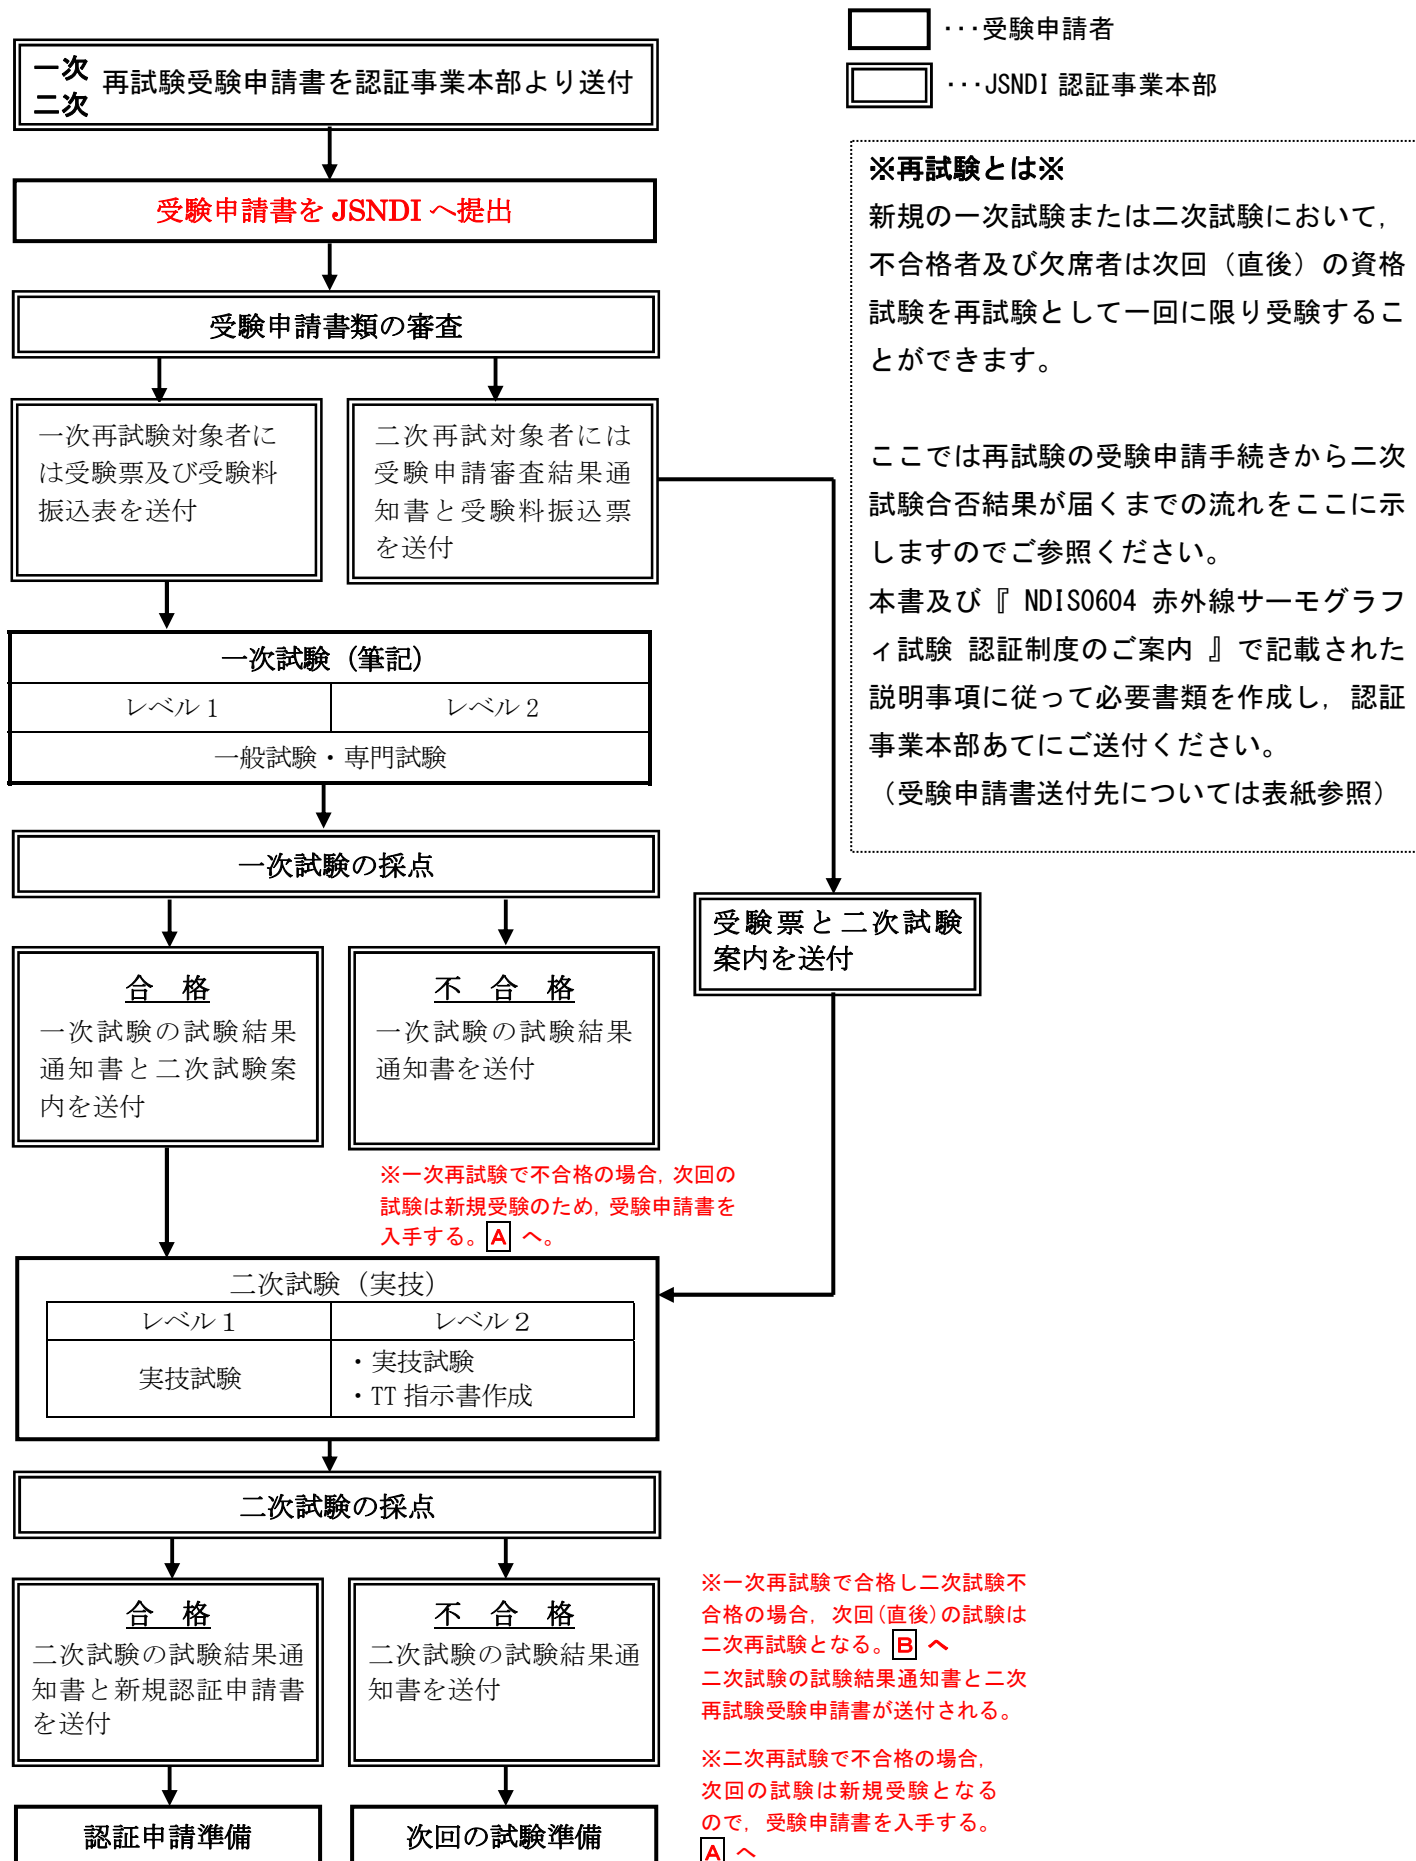 ･･･受験申請者
･･･JSNDI 認証事業本部
一次
二次
再試験受験申請書を認証事業本部より送付
受験申請書を JSNDI へ提出
受験申請書類の審査
一次再試験対象者に
は受験票及び受験料
振込表を送付
二次再試対象者には
受験申請審査結果通
知書と受験料振込票
を送付
※再試験とは※
新規の一次試験または二次試験において，
不合格者及び欠席者は次回（直後）の資格
試験を再試験として一回に限り受験するこ
とができます。
ここでは再試験の受験申請手続きから二次
試験合否結果が届くまでの流れをここに示
しますのでご参照ください。
本書及び『 NDIS0604 赤外線サーモグラフ
ィ試験 認証制度のご案内 』で記載された
説明事項に従って必要書類を作成し，認証
事業本部あてにご送付ください。
（受験申請書送付先については表紙参照）
一次試験（筆記）
レベル 1
レベル 2
一般試験・専門試験
一次試験の採点
合　格
一次試験の試験結果
通知書と二次試験案
内を送付
不　合　格
一次試験の試験結果
通知書を送付
受験票と二次試験
案内を送付
※一次再試験で不合格の場合，次回の
試験は新規受験のため，受験申請書を
入手する。A へ。
二次試験（実技）
レベル１
レベル２
実技試験
・実技試験
・TT 指示書作成
二次試験の採点
合　格
二次試験の試験結果通
知書と新規認証申請書
を送付
不　合　格
二次試験の試験結果通
知書を送付
※一次再試験で合格し二次試験不
合格の場合，次回(直後)の試験は
二次再試験となる。B へ
二次試験の試験結果通知書と二次
再試験受験申請書が送付される。
※二次再試験で不合格の場合，
次回の試験は新規受験となる
ので，受験申請書を入手する。
A へ
認証申請準備
次回の試験準備